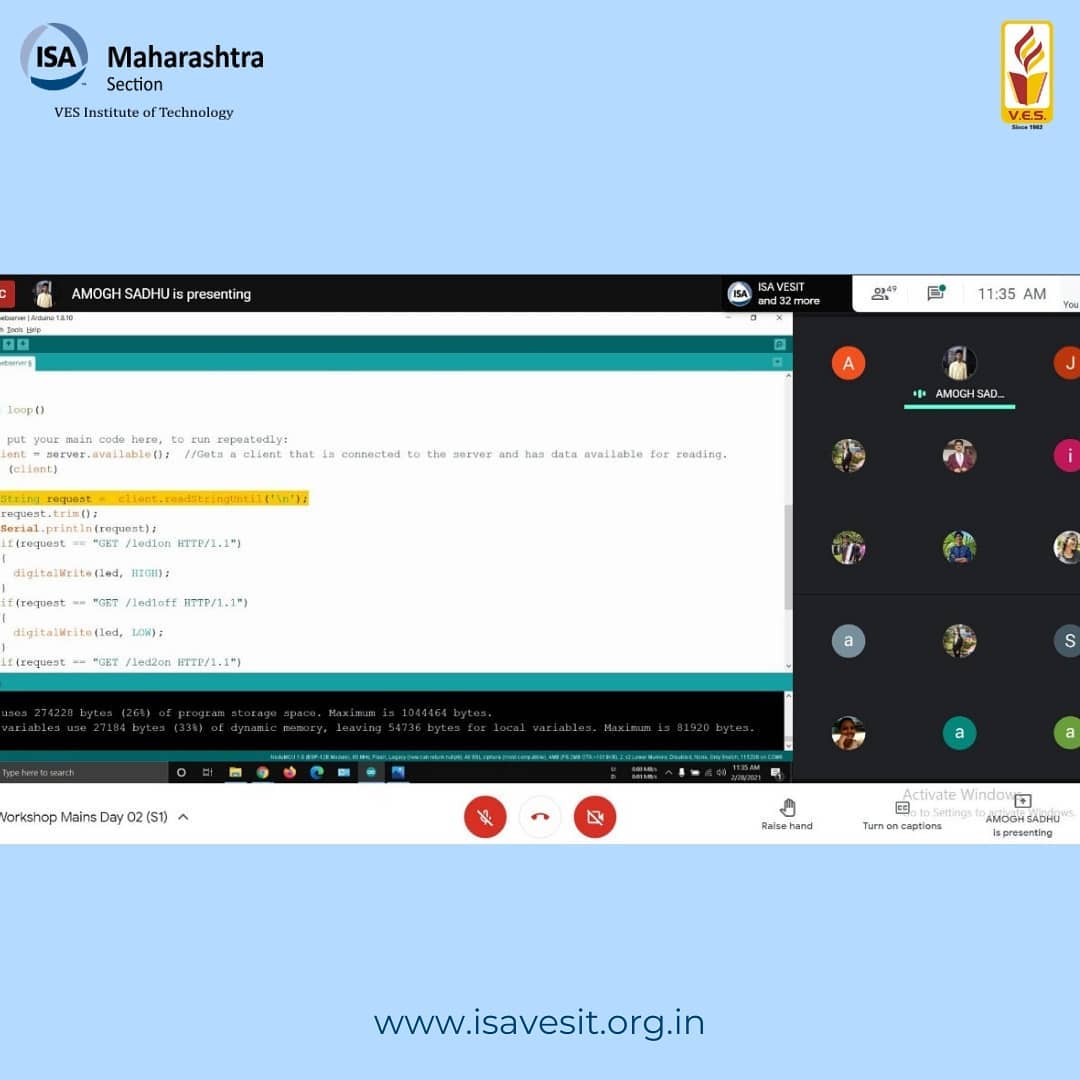 ISA
Maharashtra
Section
VES Institute of Technology
V.E.S.
Since 1962
C
AMOGH SADHU is presenting
ISA
ISA VESIT
and 32 more
49
11:35 AM
You
ebserver | Arduino 1.8.10
h Tools Help
ebserver §
loop()
put your main code here, to run repeatedly:
ient = server.available(); //Gets a client that is connected to the server and has data available for reading.
(client)
String request = client.readStringUntil('\n');
request.trim();
Serial.println(request);
if(request == "GET /led1on HTTP/1.1")
{
digitalWrite(led, HIGH);
}
if(request == "GET /led1off HTTP/1.1")
{
digitalWrite(led, LOW);
}
if(request == "GET /led2on HTTP/1.1")
uses 274228 bytes (26%) of program storage space. Maximum is 1044464 bytes.
variables use 27184 bytes (33%) of dynamic memory, leaving 54736 bytes for local variables. Maximum is 81920 bytes.
Type here to search
11:35 AM
2/28/2021
A
AMOGH SAD...
J
i
a
S
a
a
Workshop Mains Day 02 (S1)
Raise hand
CC
Turn on captions
AMOGH SADHU
is presenting
Activate Windows
Go to Settings to activate Windows.
www.isavesit.org.in